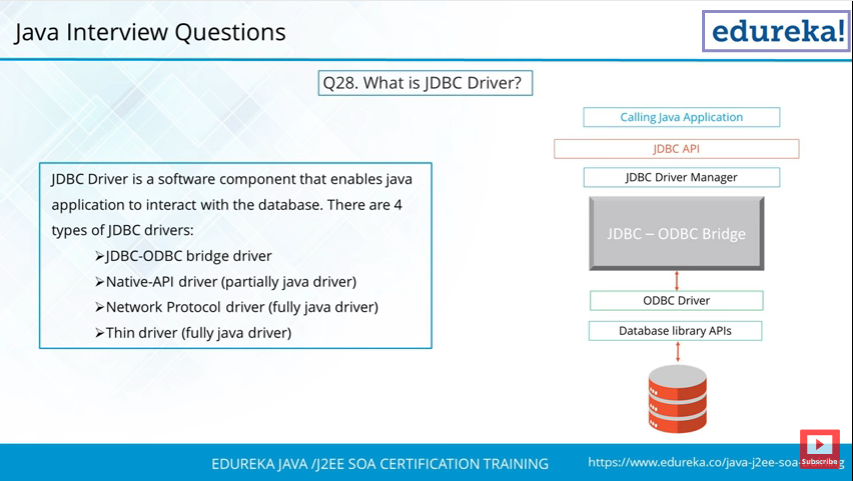 Java Interview Questions
edureka!
Q28. What is JDBC Driver?
JDBC Driver is a software component that enables java
application to interact with the database. There are 4
types of JDBC drivers:
➢JDBC-ODBC bridge driver
➢Native-API driver (partially java driver)
➢Network Protocol driver (fully java driver)
➢Thin driver (fully java driver)
Calling Java Application
JDBC API
JDBC Driver Manager
JDBC – ODBC Bridge
ODBC Driver
Database library APIs
Subscribe
EDUREKA JAVA /J2EE SOA CERTIFICATION TRAINING
https://www.edureka.co/java-j2ee-soa-